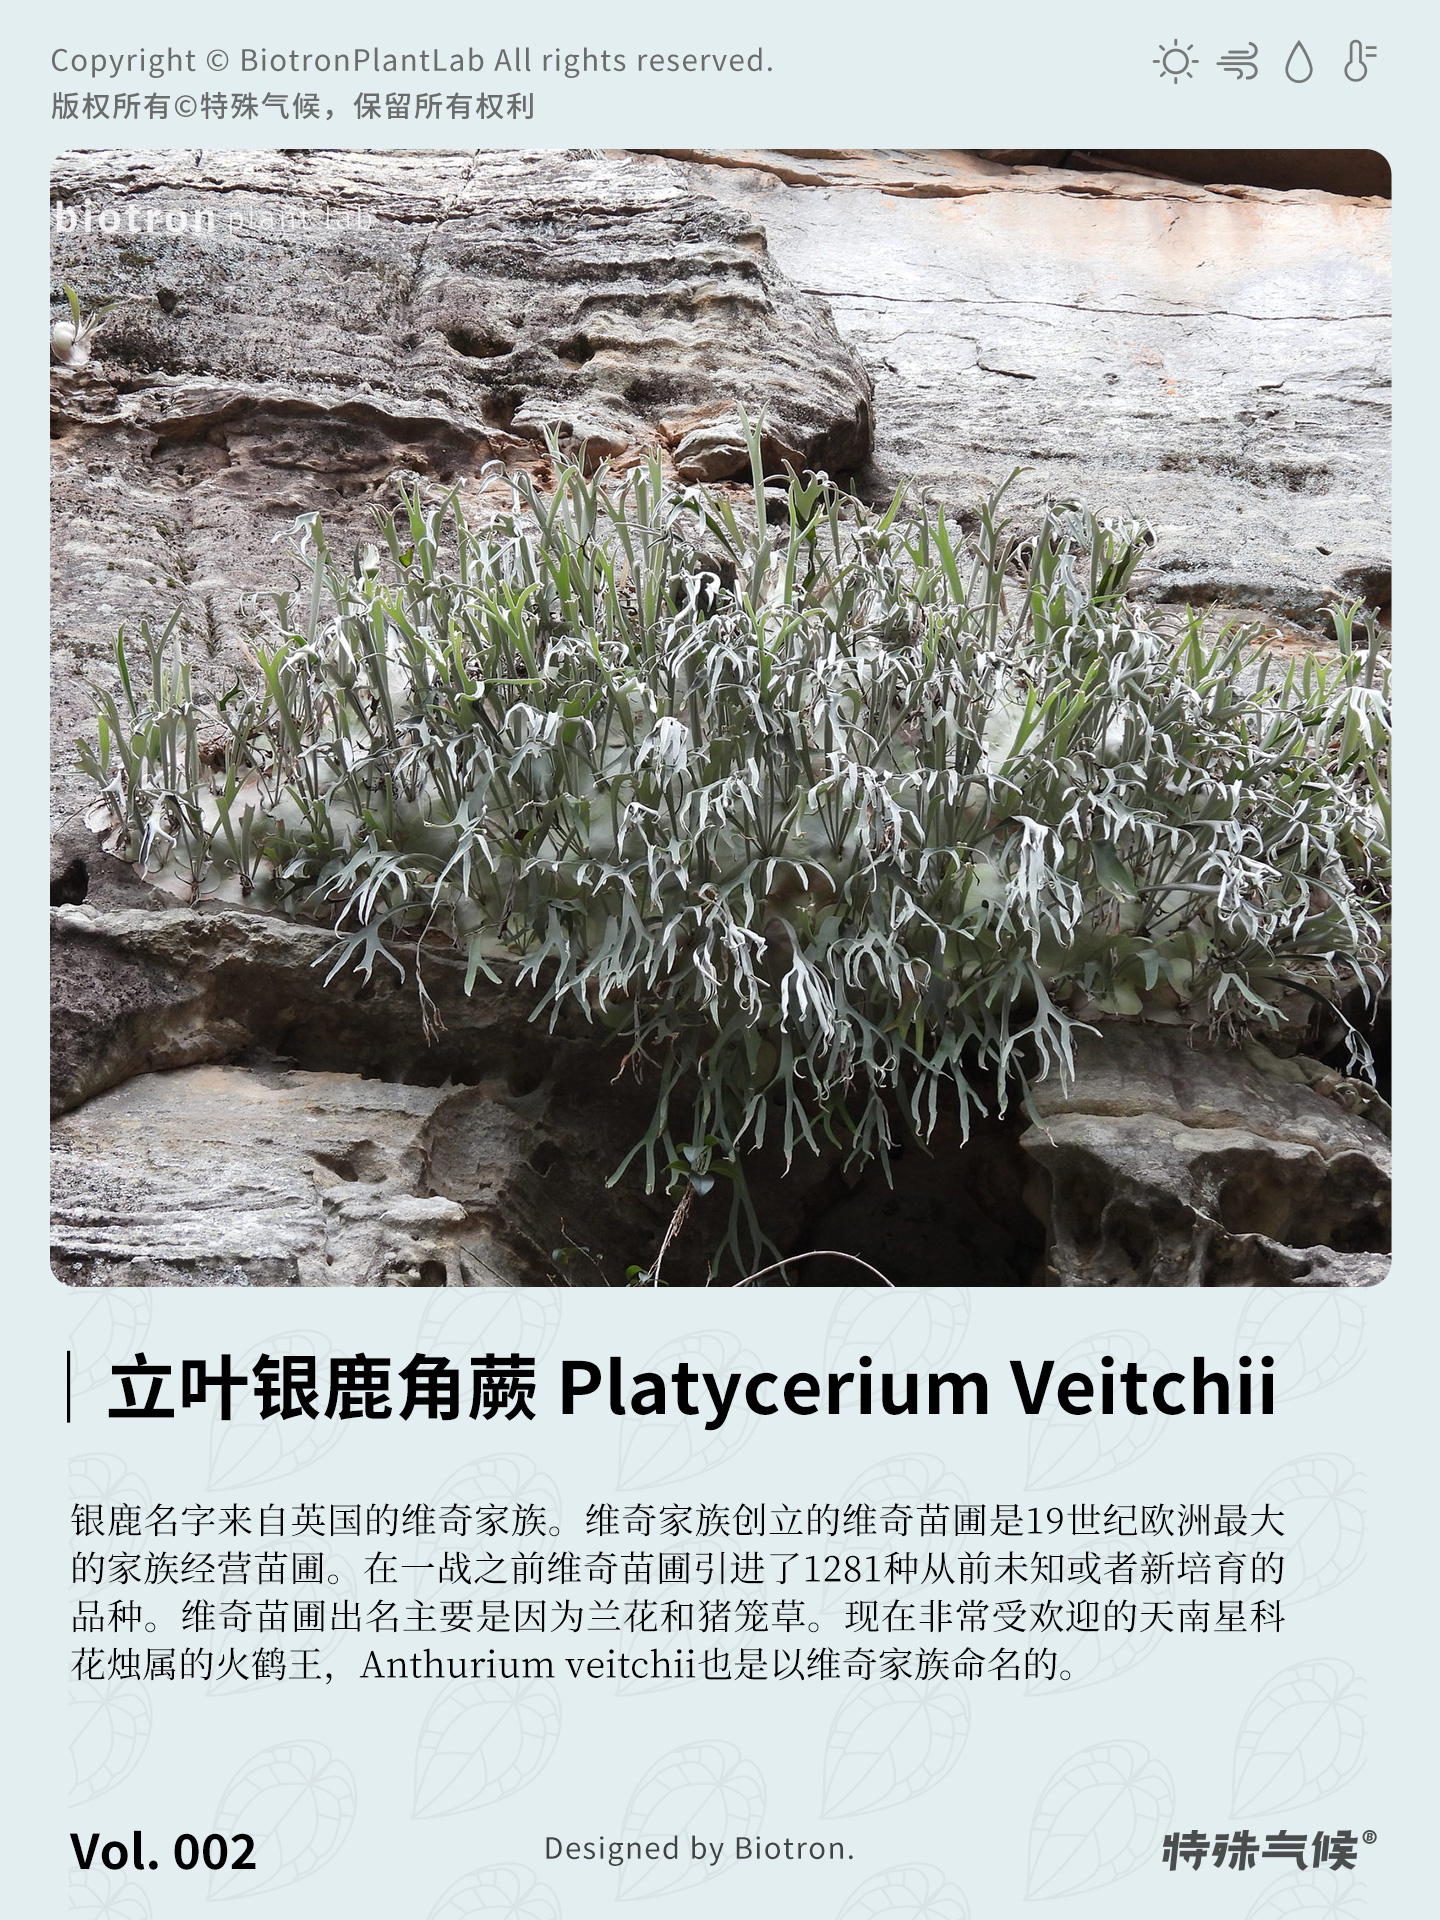 Copyright © BiotronPlantLab All rights reserved.
版权所有©特殊气候，保留所有权利
biotron plant lab
立叶银鹿角蕨 Platycerium Veitchii
银鹿名字来自英国的维奇家族。维奇家族创立的维奇苗圃是19世纪欧洲最大
的家族经营苗圃。在一战之前维奇苗圃引进了1281种从前未知或者新培育的
品种。维奇苗圃出名主要是因为兰花和猪笼草。现在非常受欢迎的天南星科
花烛属的火鹤王，Anthurium veitchii也是以维奇家族命名的。
Vol. 002
Designed by Biotron.
特殊气候®